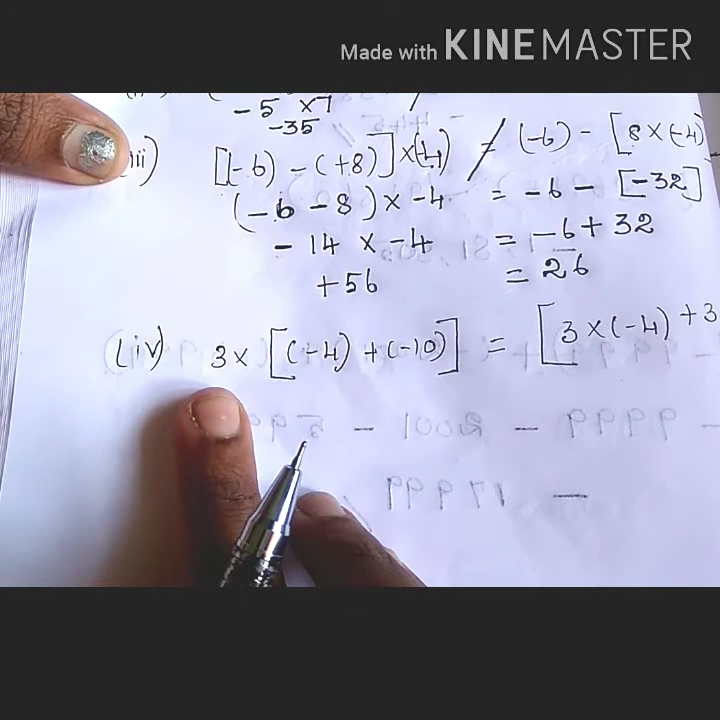 Made with KINEMASTER
-5 ×7
-35
iii) [(-6) - (+8)] × (-4) ≠ (-6) - [8 × (-4)
(-6 - 8) × -4 = -6 - [-32]
-14 × -4 = -6 + 32
+56 = 26
(iv) 3 × [(-4) + (-10)] = [3 × (-4) + 3